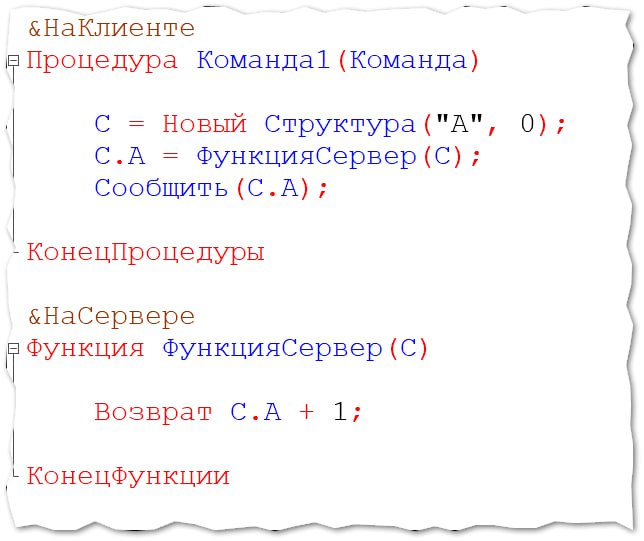 &НаКлиенте
Процедура Команда1(Команда)
С = Новый Структура("А", 0);
С.А = ФункцияСервер(С);
Сообщить(С.А);
КонецПроцедуры
&НаСервере
Функция ФункцияСервер(С)
Возврат С.А + 1;
КонецФункции